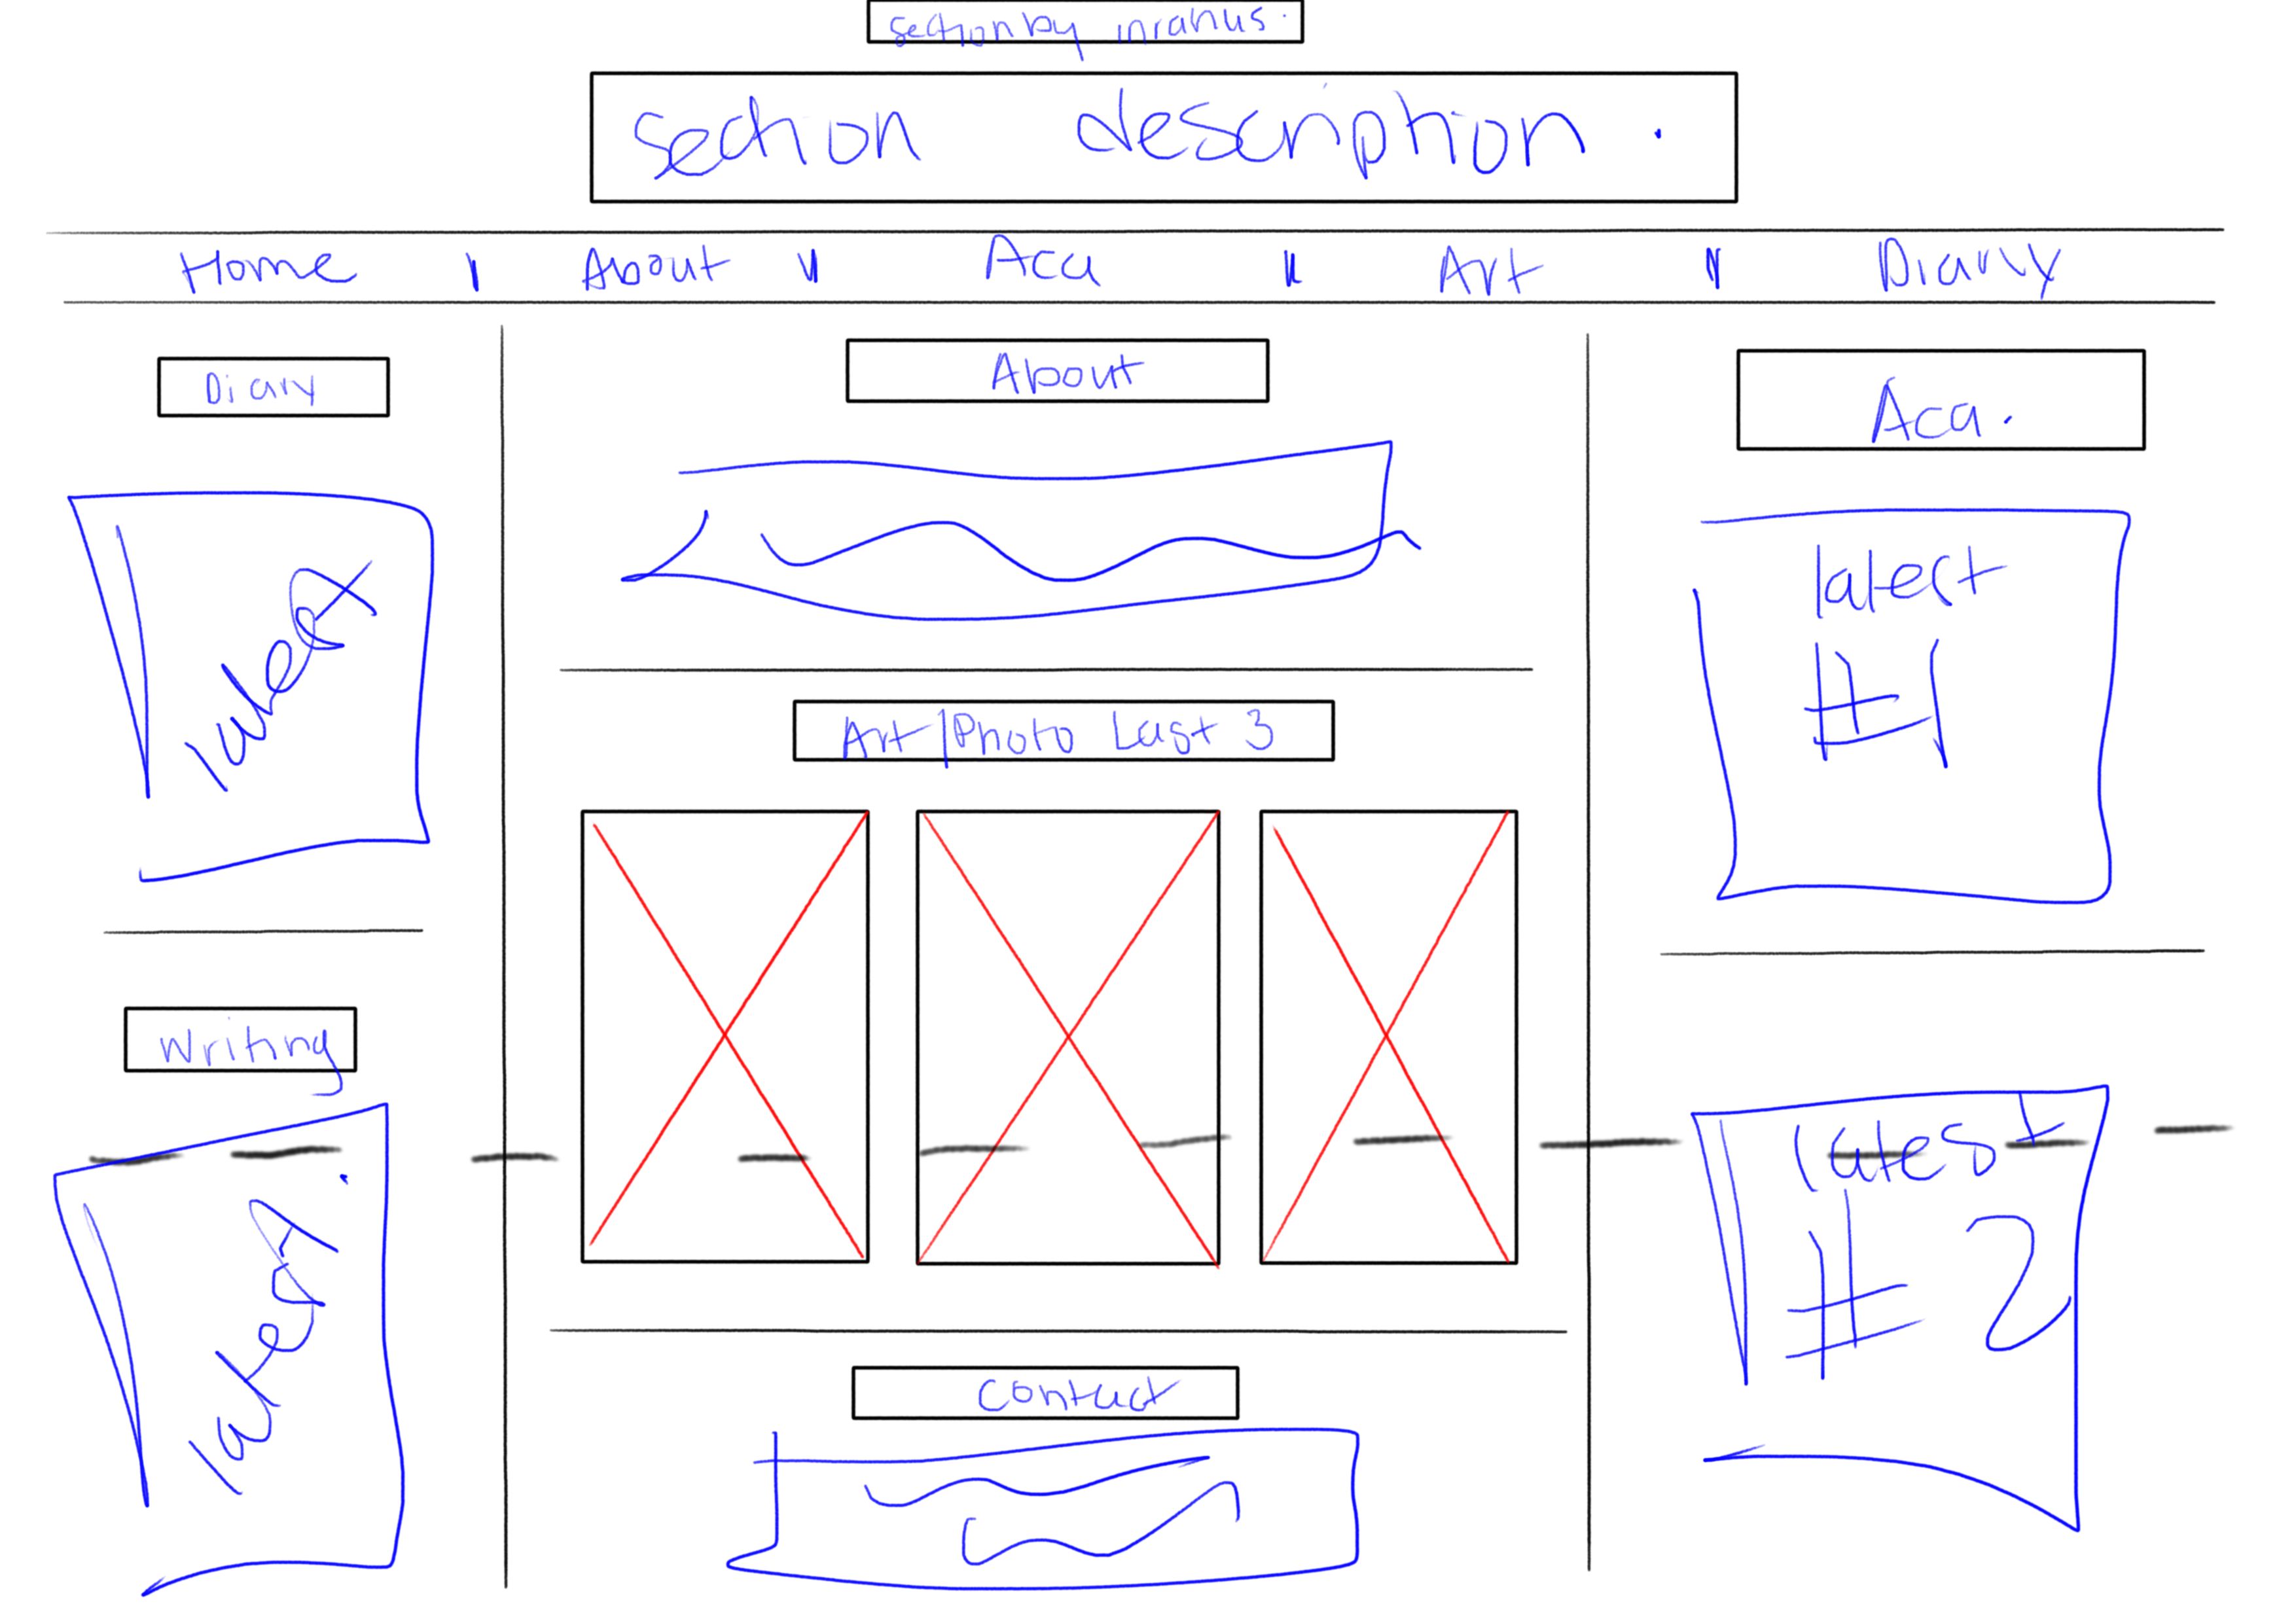 section by
section description.
Home | About | Aca | Art | Diary
Diary
latest
Writing
latest.
About
Art/Photo Last 3
Contact
Aca.
latest
#1
latest
# 2